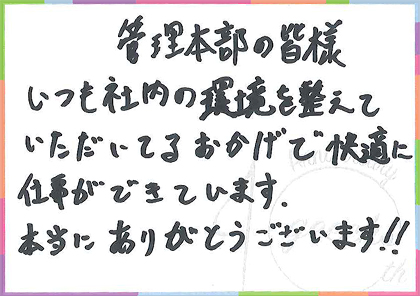 管理本部の皆様
いつも社内の環境を整えて
いただいてるおかげで快適に
仕事ができています.
本当にありがとうございます!!